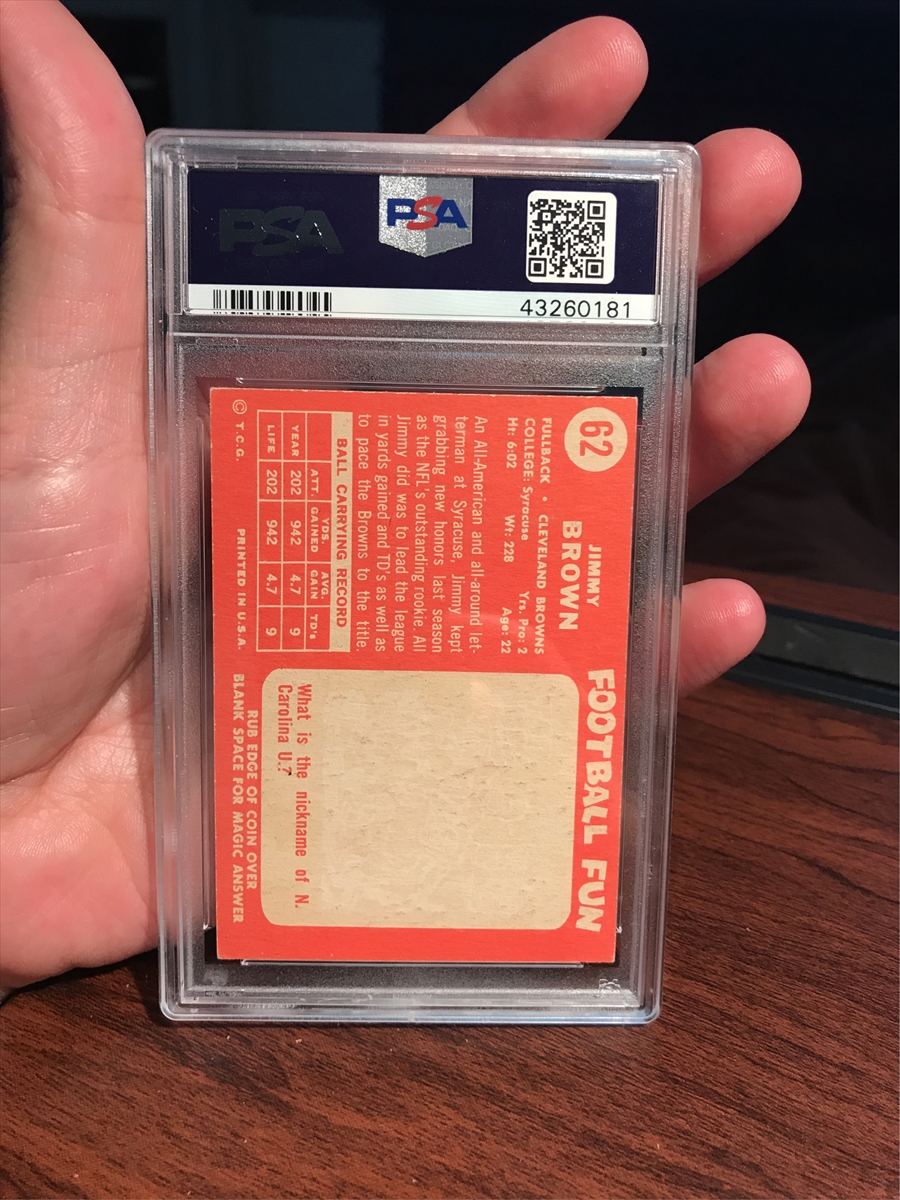 PSA
PSA
43260181
62
JIMMY
BROWN
FULLBACK • CLEVELAND BROWNS
COLLEGE: Syracuse Yrs. Pro: 2
Ht: 6:02 Wt: 228 Age: 22
An All-American and all-around let-
terman at Syracuse, Jimmy kept
grabbing new honors last season
as the NFL's outstanding rookie. All
Jimmy did was to lead the league
in yards gained and TD's as well as
to pace the Browns to the title.
BALL CARRYING RECORD
ATT. YDS. GAINED AVG. GAIN TD's
YEAR 202 942 4.7 9
LIFE 202 942 4.7 9
© T.C.G. PRINTED IN U.S.A.
FOOTBALL FUN
What is the nickname of N.
Carolina U.?
RUB EDGE OF COIN OVER
BLANK SPACE FOR MAGIC ANSWER